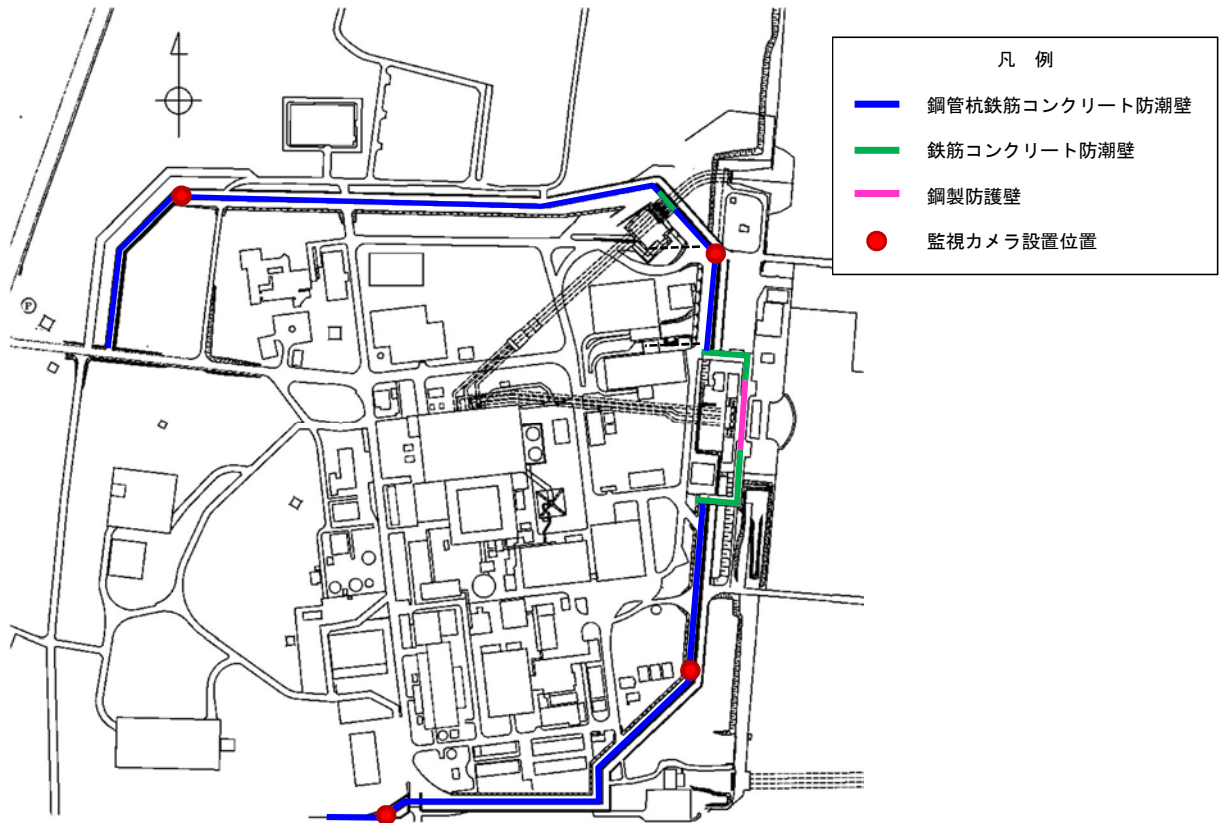 凡 例
鋼管杭鉄筋コンクリート防潮壁
鉄筋コンクリート防潮壁
鋼製防護壁
監視カメラ設置位置
P